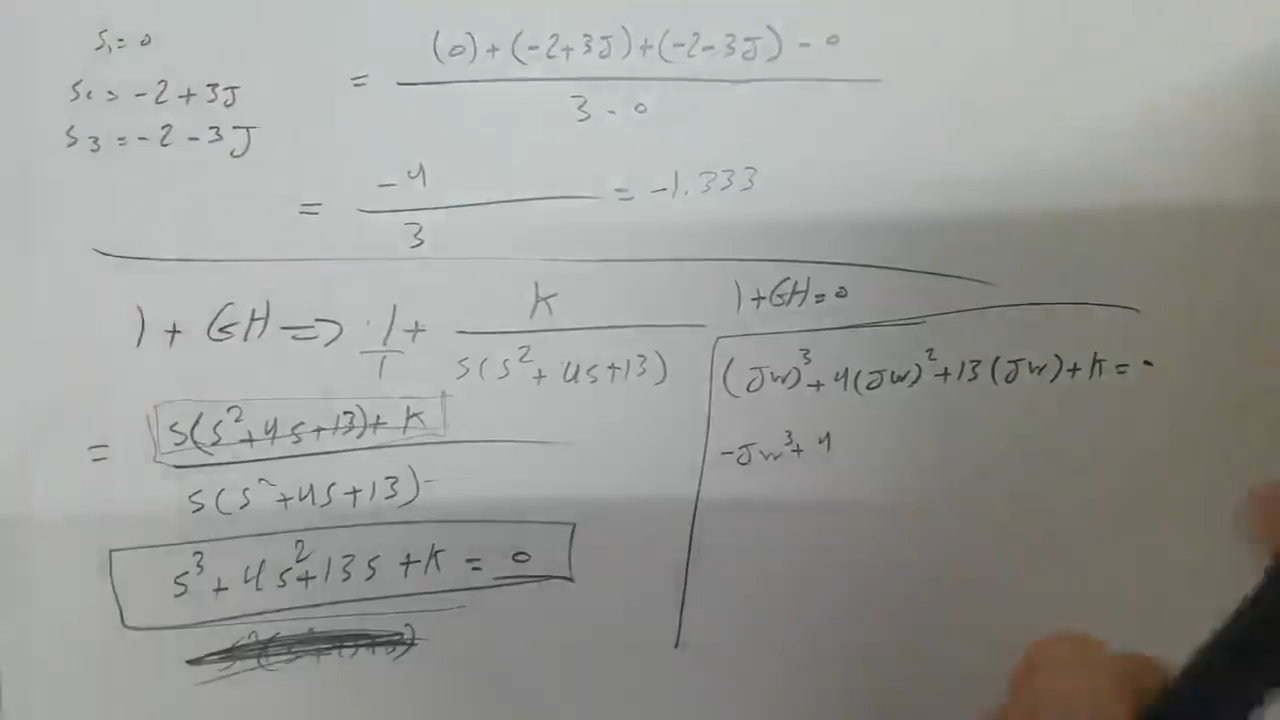 S₁ = 0
= (0) + (-2+3J) + (-2-3J) - 0 / 3 - 0
S₂ = -2 + 3J
S₃ = -2 - 3J
= -4 / 3 = -1.333
1 + GH => 1/1 + K / S(S² + 4S + 13)
= S(S² + 4S + 13) + K / S(S² + 4S + 13)
S³ + 4S² + 13S + K = 0
1 + GH = 0
(Jw)³ + 4(Jw)² + 13(Jw) + K = 0
-Jw³ + 4